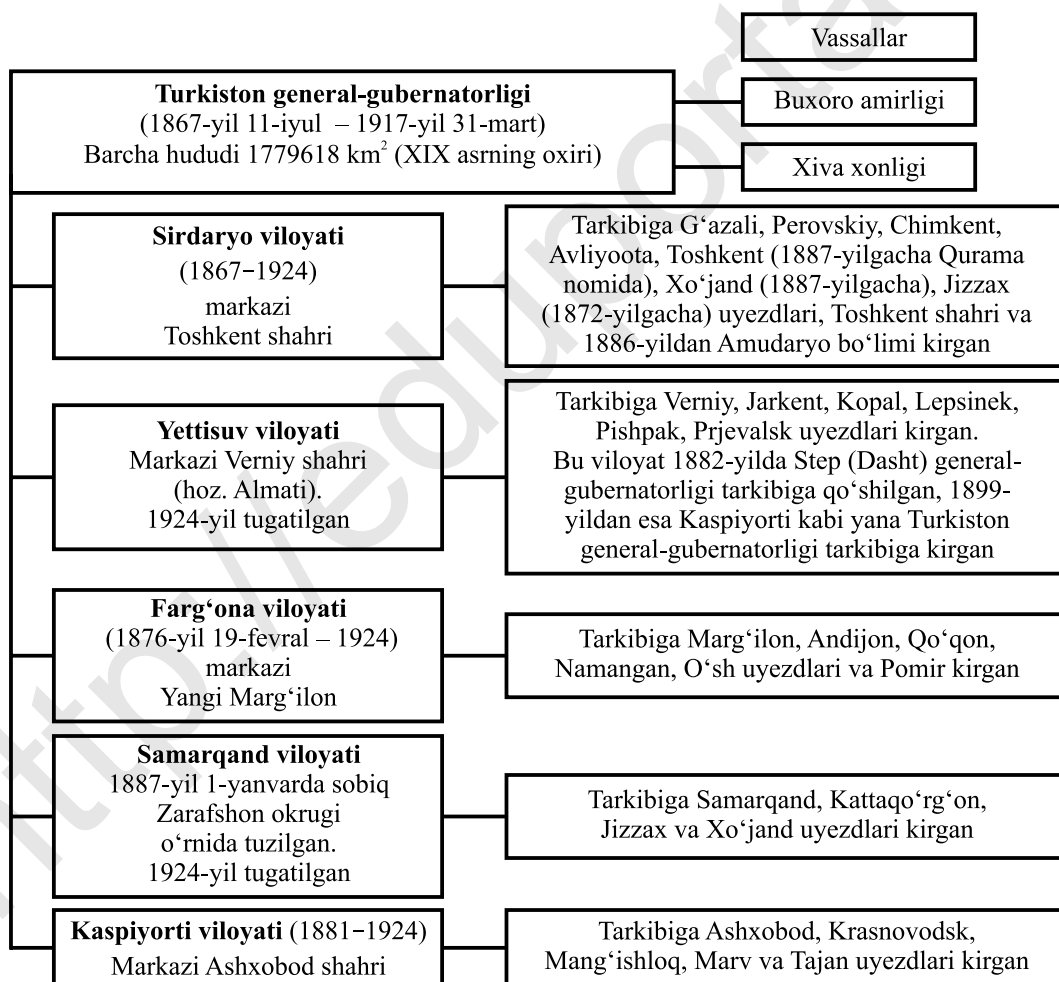 Vassallar
Turkiston general-gubernatorligi
(1867-yil 11-iyul – 1917-yil 31-mart)
Barcha hududi 1779618 km² (XIX asrning oxiri)
Buxoro amirligi
Xiva xonligi
Sirdaryo viloyati
(1867–1924)
markazi
Toshkent shahri
Tarkibiga G‘azali, Perovskiy, Chimkent,
Avliyoota, Toshkent (1887-yilgacha Qurama
nomida), Xo‘jand (1887-yilgacha), Jizzax
(1872-yilgacha) uyezdlari, Toshkent shahri va
1886-yildan Amudaryo bo‘limi kirgan
Yettisuv viloyati
Markazi Verniy shahri
(hoz. Almati).
1924-yil tugatilgan
Tarkibiga Verniy, Jarkent, Kopal, Lepsinek,
Pishpak, Prjevalsk uyezdlari kirgan.
Bu viloyat 1882-yilda Step (Dasht) general-
gubernatorligi tarkibiga qo‘shilgan, 1899-
yildan esa Kaspiyorti kabi yana Turkiston
general-gubernatorligi tarkibiga kirgan
Farg‘ona viloyati
(1876-yil 19-fevral – 1924)
markazi
Yangi Marg‘ilon
Tarkibiga Marg‘ilon, Andijon, Qo‘qon,
Namangan, O‘sh uyezdlari va Pomir kirgan
Samarqand viloyati
1887-yil 1-yanvarda sobiq
Zarafshon okrugi
o‘rnida tuzilgan.
1924-yil tugatilgan
Tarkibiga Samarqand, Kattaqo‘rg‘on,
Jizzax va Xo‘jand uyezdlari kirgan
Kaspiyorti viloyati (1881–1924)
Markazi Ashxobod shahri
Tarkibiga Ashxobod, Krasnovodsk,
Mang‘ishloq, Marv va Tajan uyezdlari kirgan
http://eduporta